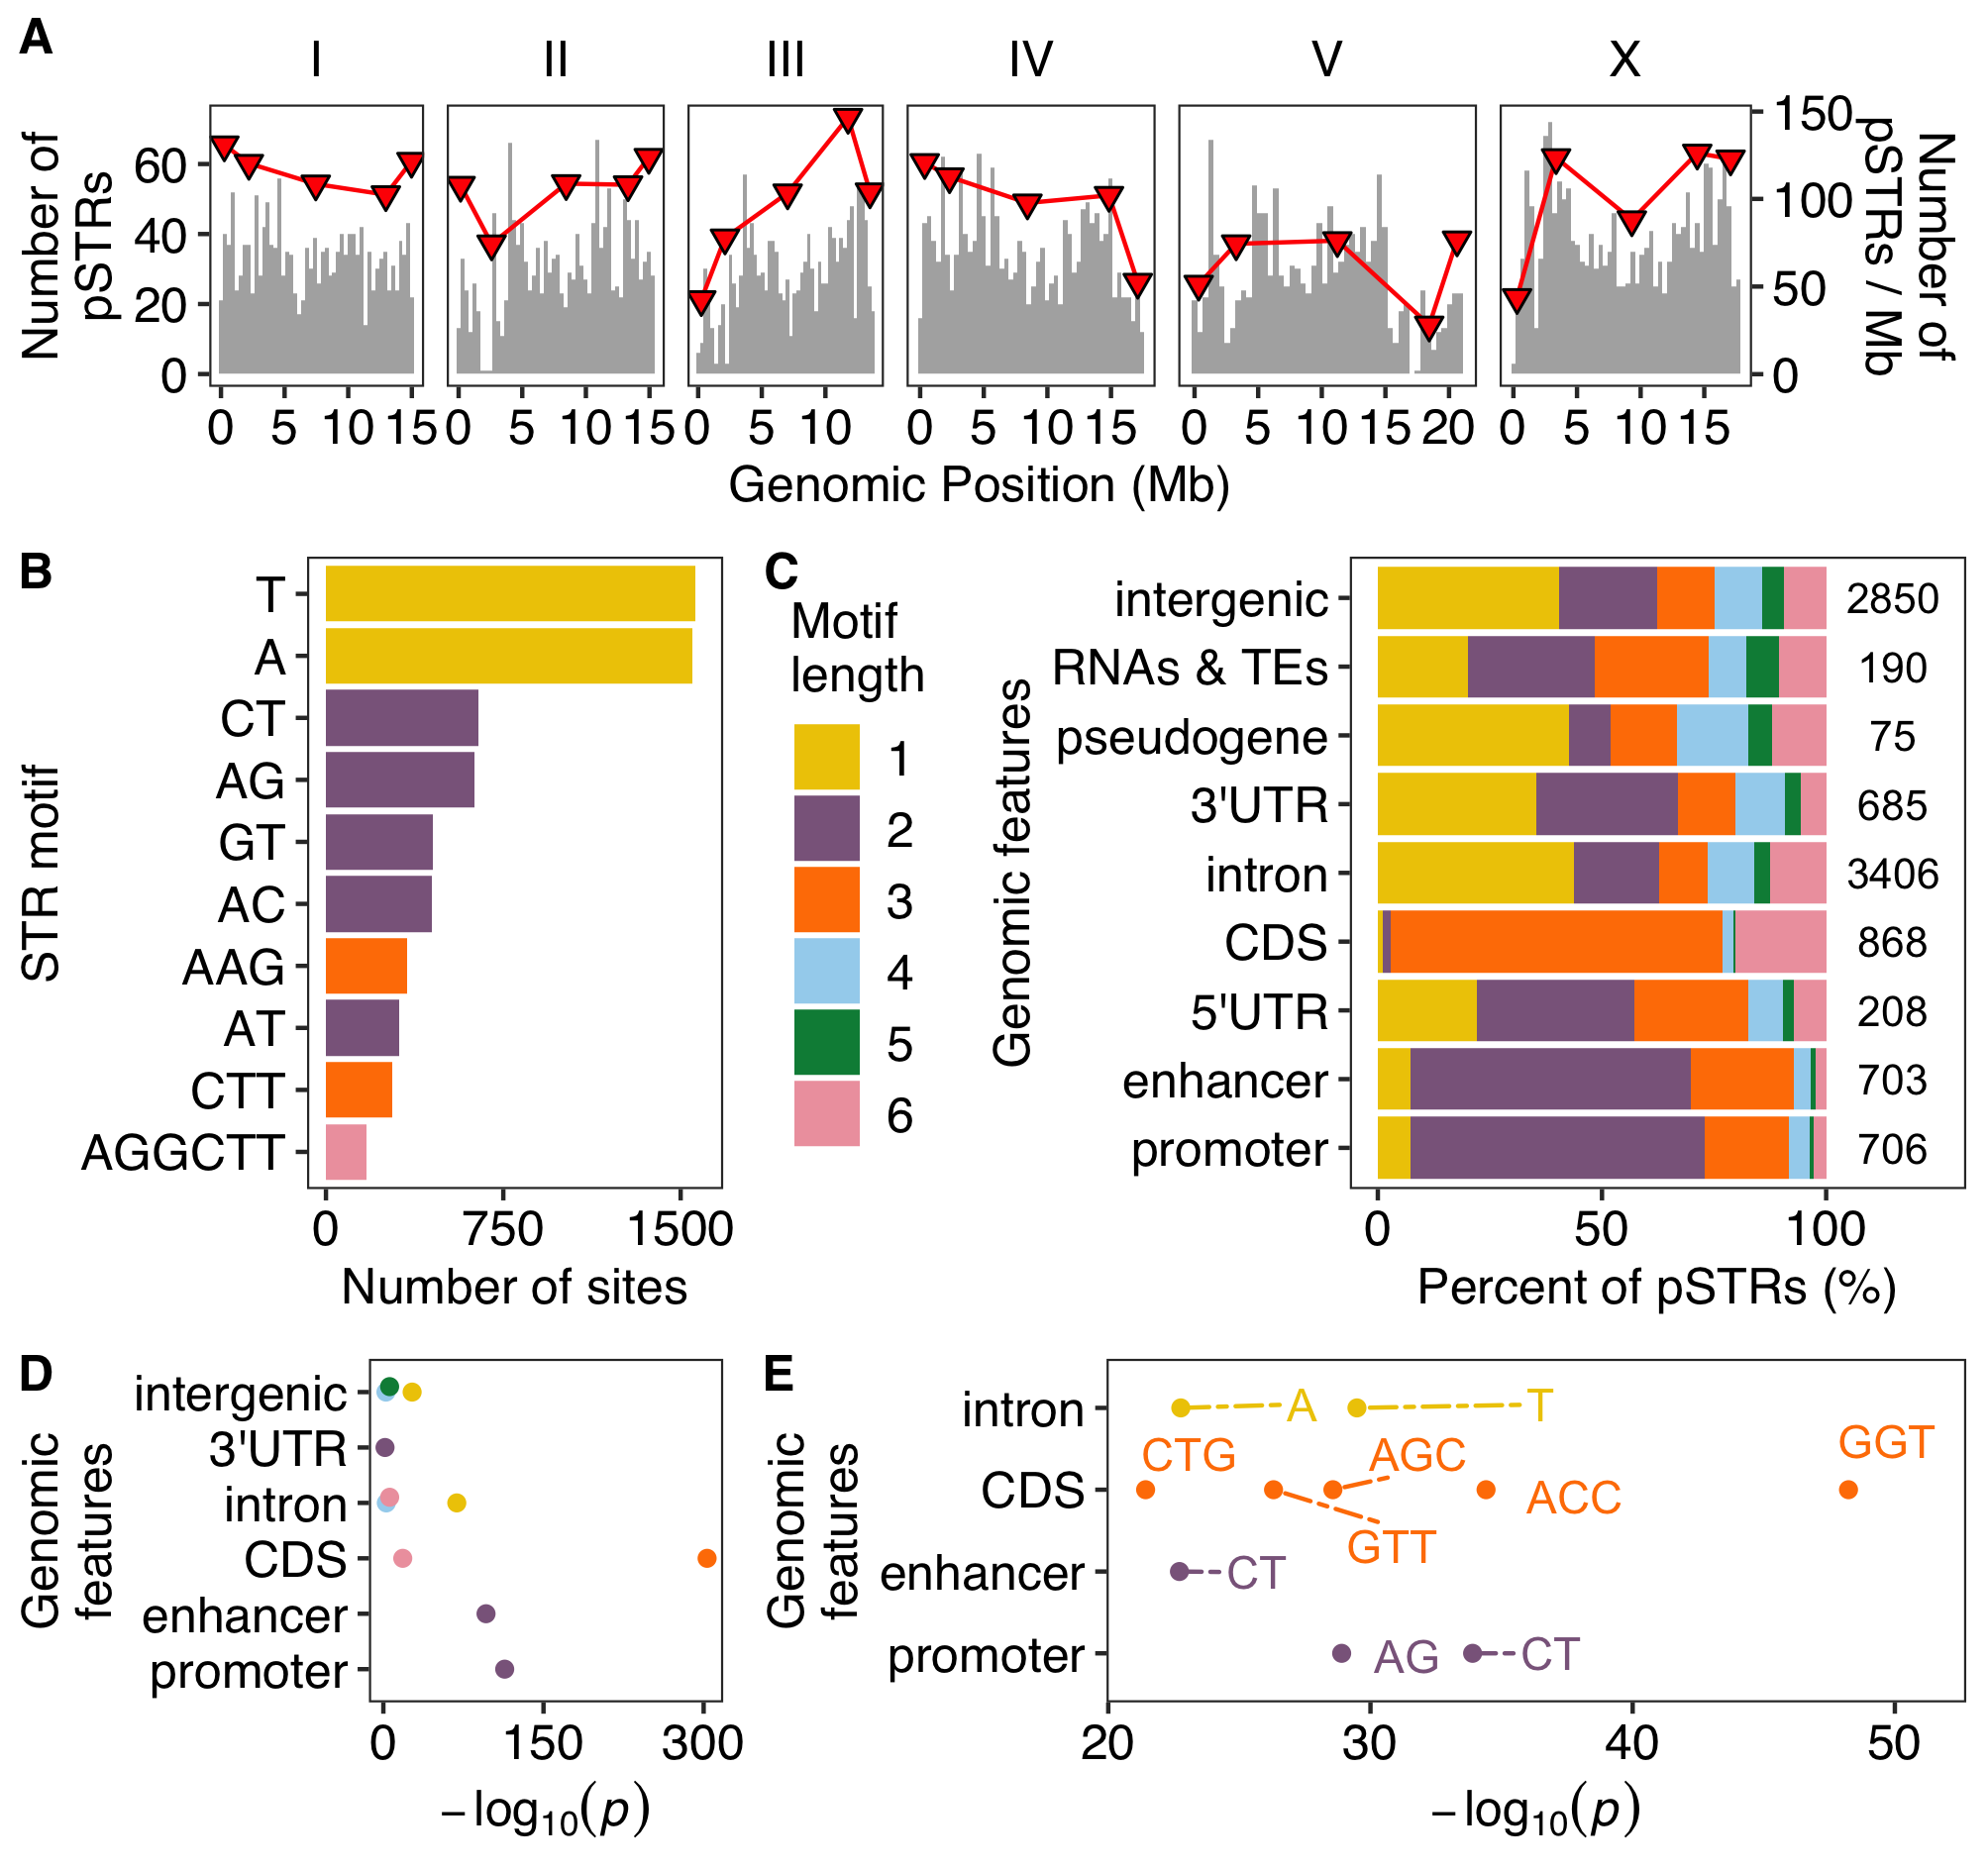 A
I II III IV V X
Number of
pSTRs
0 20 40 60
0 5 10 15 0 5 10 15 0 5 10 0 5 10 15 0 5 10 15 20 0 5 10 15
Genomic Position (Mb)
0 50 100 150
Number of
pSTRs / Mb
B
STR motif
T
A
CT
AG
GT
AC
AAG
AT
CTT
AGGCTT
0 750 1500
Number of sites
C
Motif
length
1
2
3
4
5
6
Genomic features
intergenic 2850
RNAs & TEs 190
pseudogene 75
3'UTR 685
intron 3406
CDS 868
5'UTR 208
enhancer 703
promoter 706
0 50 100
Percent of pSTRs (%)
D
Genomic
features
intergenic
3'UTR
intron
CDS
enhancer
promoter
0 150 300
−log₁₀(p)
E
Genomic
features
intron A T
CTG AGC GGT
CDS ACC
GTT
enhancer CT
promoter AG CT
20 30 40 50
−log₁₀(p)